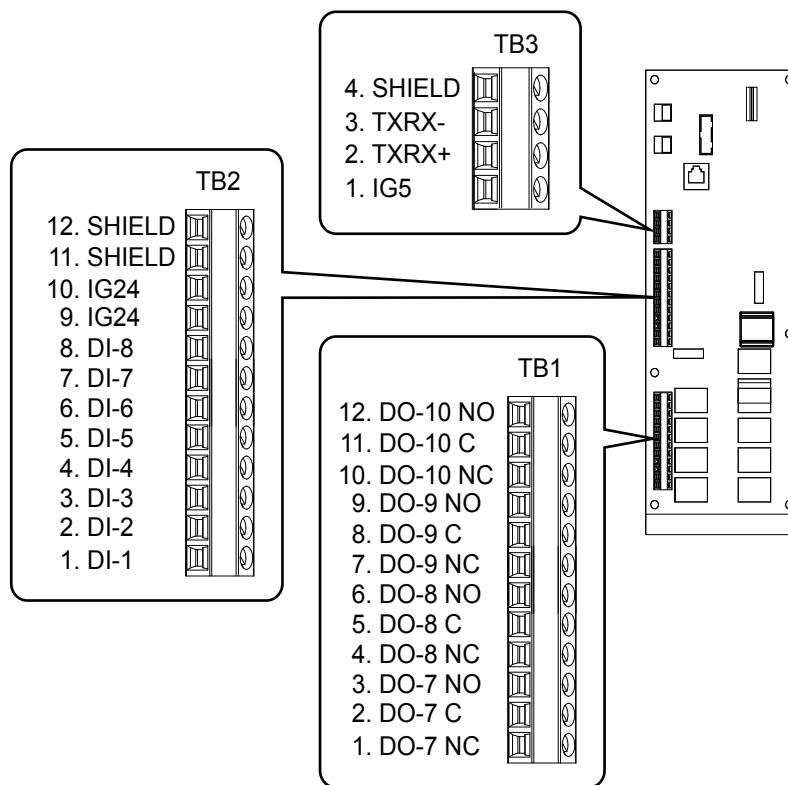 TB3
4. SHIELD
3. TXRX-
2. TXRX+
1. IG5
TB2
12. SHIELD
11. SHIELD
10. IG24
9. IG24
8. DI-8
7. DI-7
6. DI-6
5. DI-5
4. DI-4
3. DI-3
2. DI-2
1. DI-1
TB1
12. DO-10 NO
11. DO-10 C
10. DO-10 NC
9. DO-9 NO
8. DO-9 C
7. DO-9 NC
6. DO-8 NO
5. DO-8 C
4. DO-8 NC
3. DO-7 NO
2. DO-7 C
1. DO-7 NC